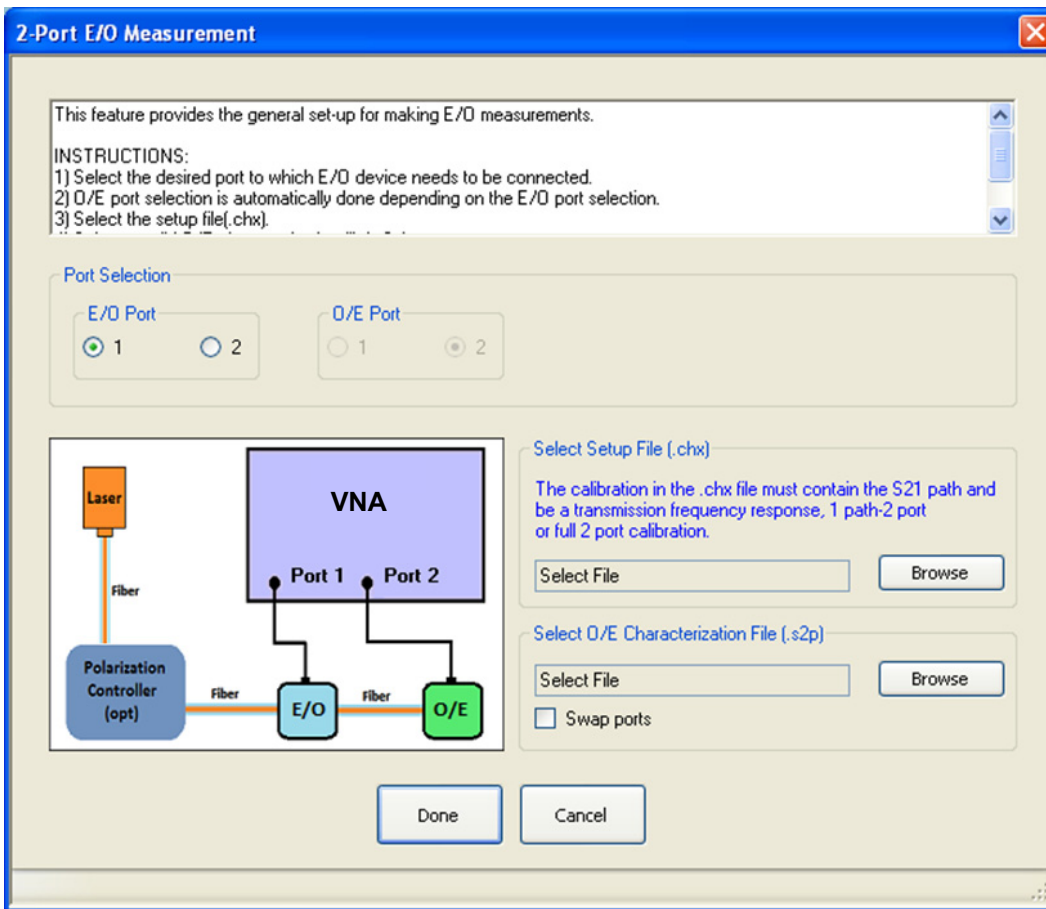 2-Port E/O Measurement
This feature provides the general set-up for making E/O measurements.
INSTRUCTIONS:
1) Select the desired port to which E/O device needs to be connected.
2) O/E port selection is automatically done depending on the E/O port selection.
3) Select the setup file(.chx).
Port Selection
E/O Port
1
2
O/E Port
1
2
Laser
Fiber
Polarization
Controller
(opt)
Fiber
E/O
Fiber
O/E
VNA
Port 1
Port 2
Select Setup File (.chx)
The calibration in the .chx file must contain the S21 path and
be a transmission frequency response, 1 path-2 port
or full 2 port calibration.
Select File
Browse
Select O/E Characterization File (.s2p)
Select File
Browse
Swap ports
Done
Cancel